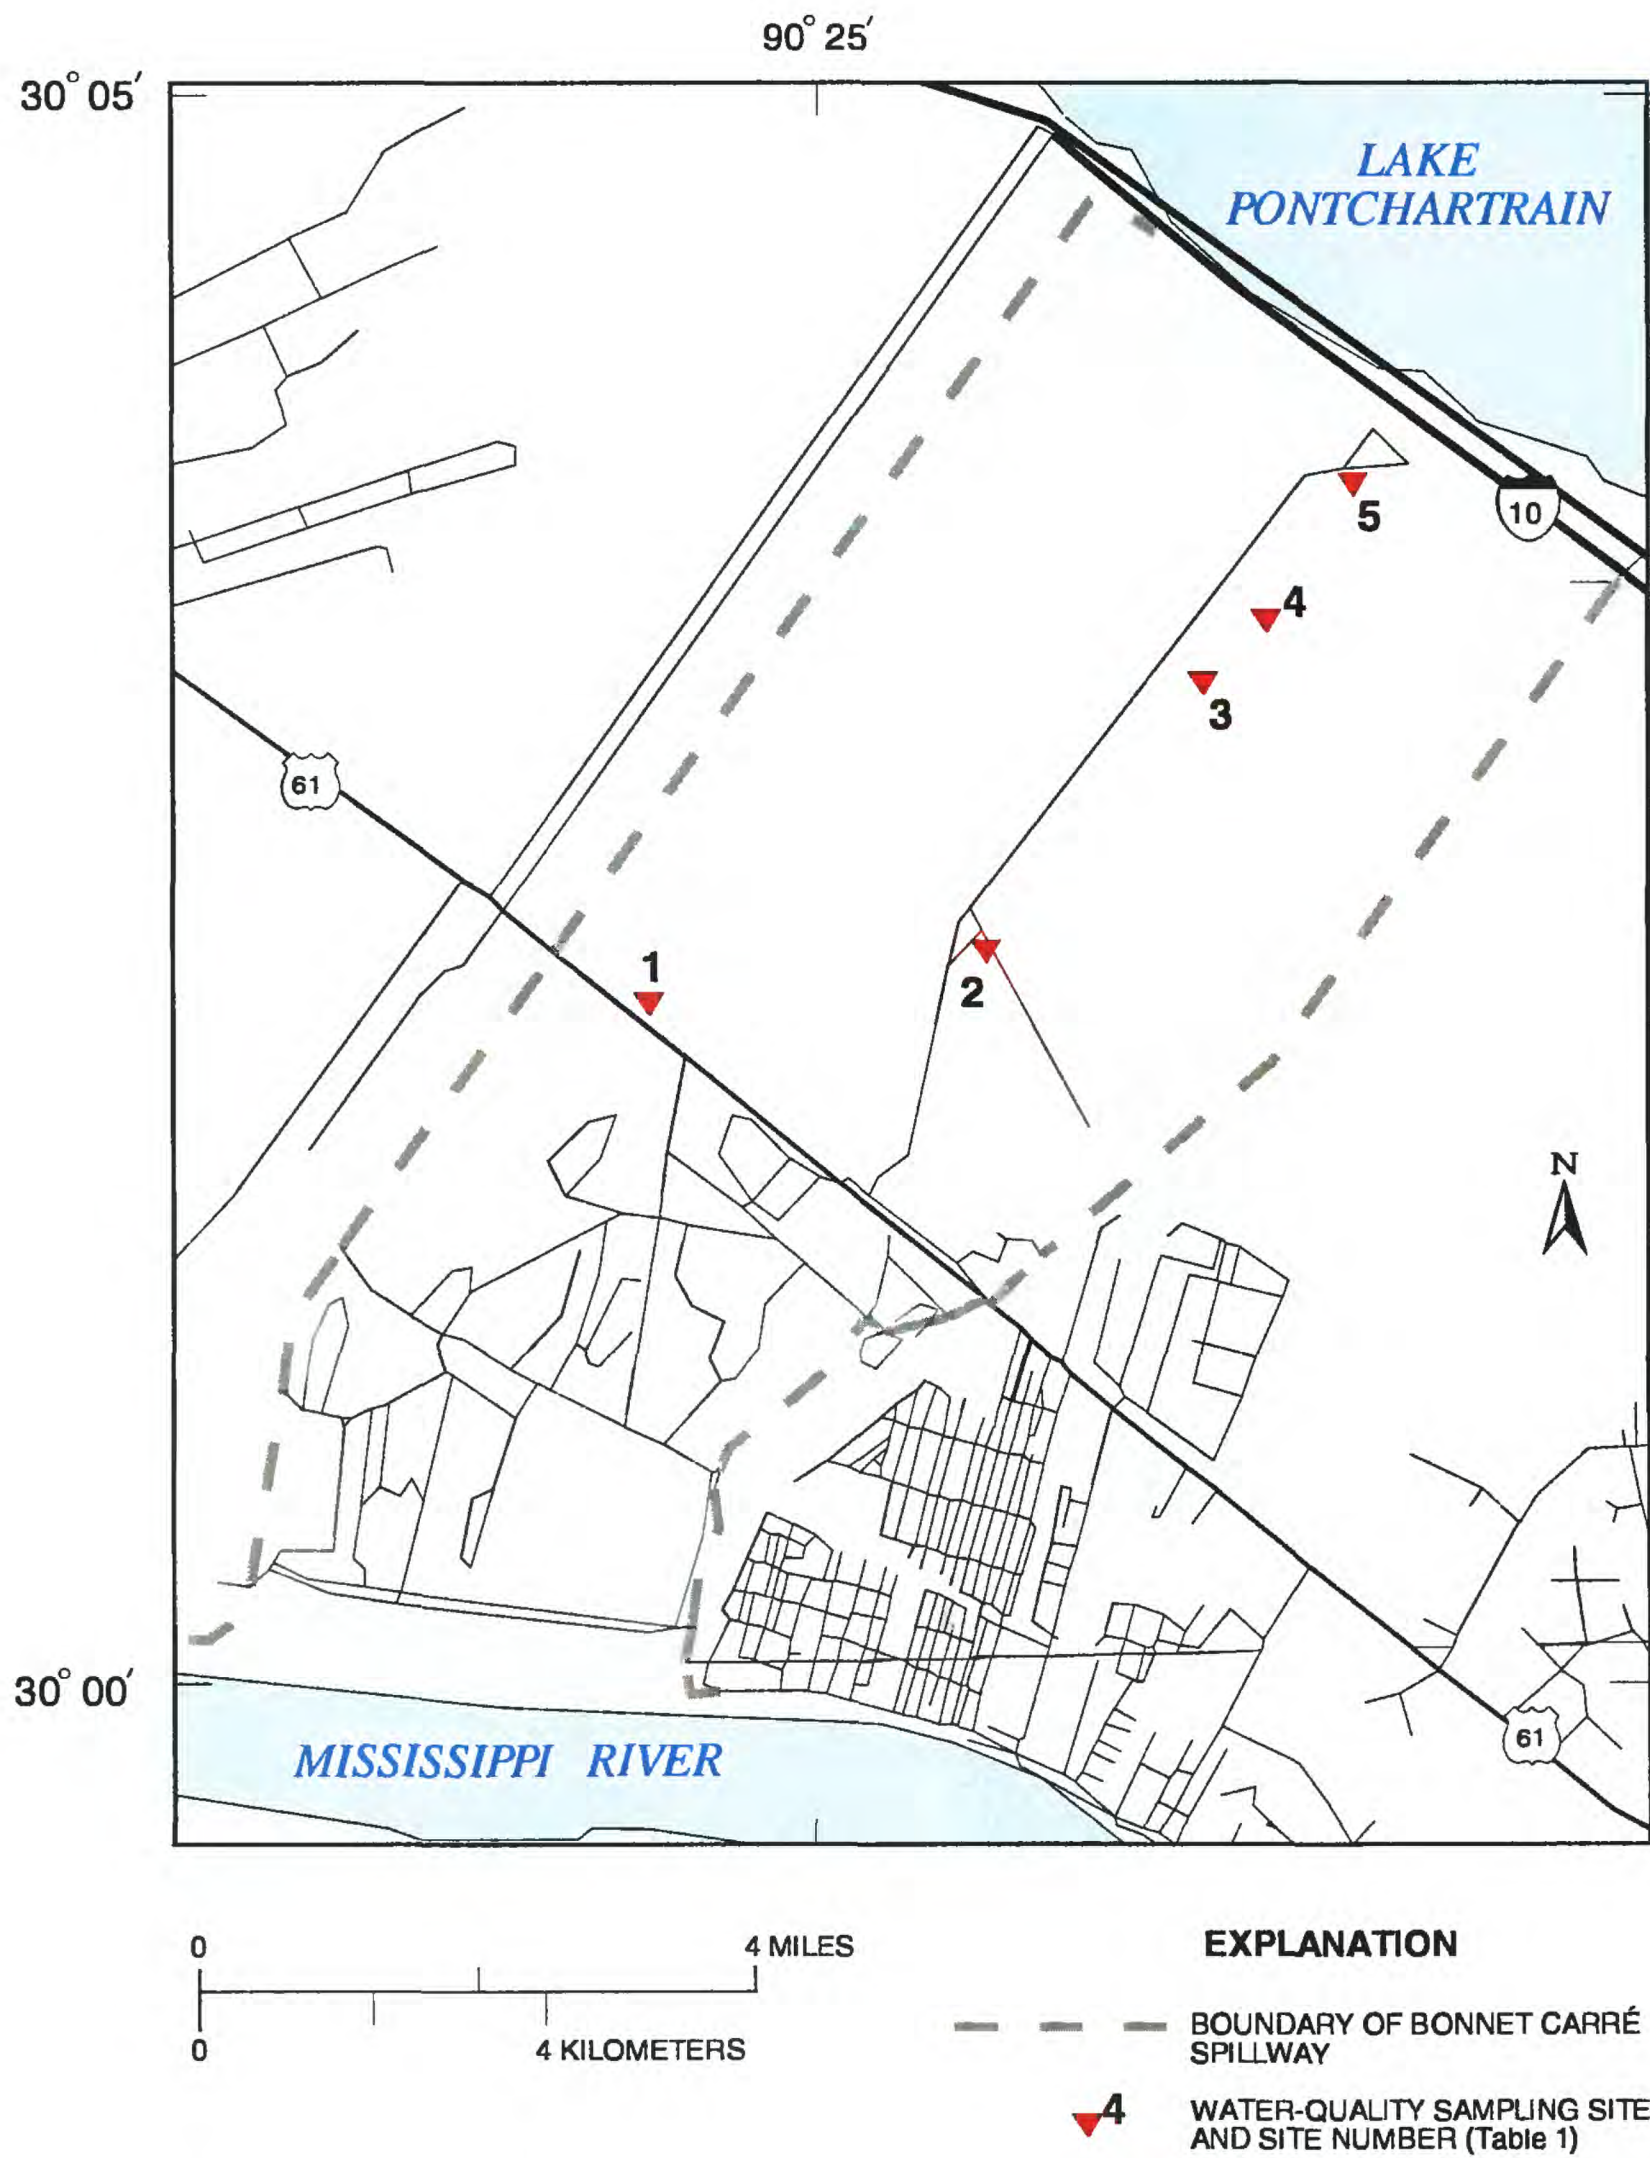 90° 25′
30° 05′
LAKE
PONTCHARTRAIN
5
10
4
3
61
1
2
N
30° 00′
61
MISSISSIPPI RIVER
0 4 MILES
0 4 KILOMETERS
EXPLANATION
BOUNDARY OF BONNET CARRÉ
SPILLWAY
4 WATER-QUALITY SAMPLING SITE
AND SITE NUMBER (Table 1)